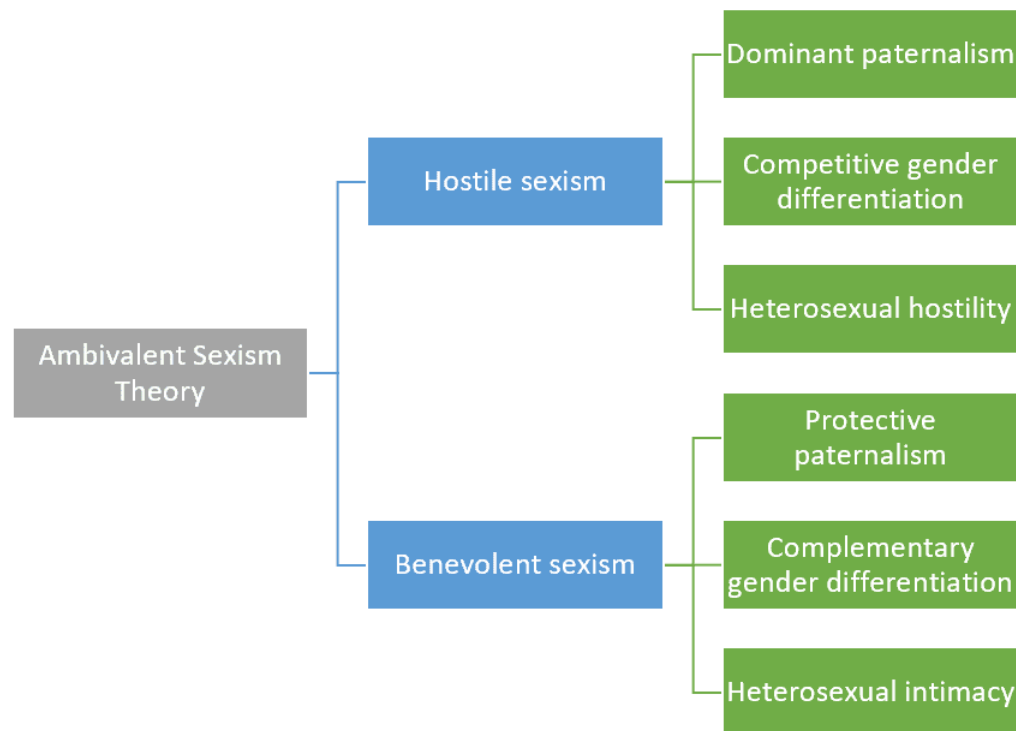 Ambivalent Sexism
Theory
Hostile sexism
Dominant paternalism
Competitive gender
differentiation
Heterosexual hostility
Benevolent sexism
Protective
paternalism
Complementary
gender differentiation
Heterosexual intimacy